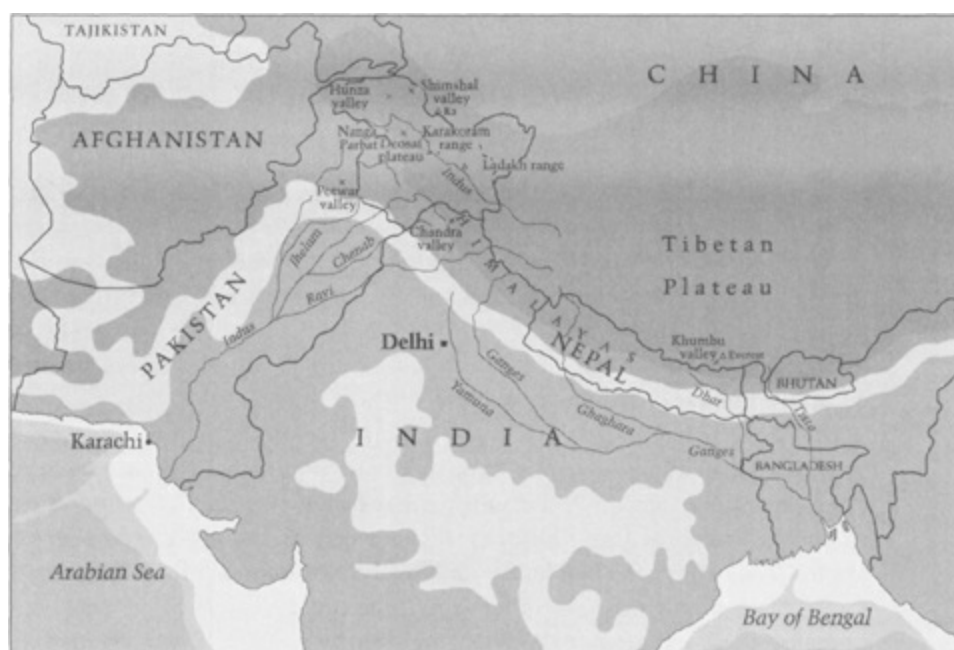 TAJIKISTAN
CHINA
Hunza
valley
Shimshal
valley
K2
AFGHANISTAN
Nanga
Parbat
Deosai
plateau
Karakoram
range
Ladakh range
Indus
Potwar
valley
Chandra
valley
Jhelum
Chenab
Ravi
Indus
PAKISTAN
HIMALAYAS
Tibetan
Plateau
Delhi
NEPAL
Khumbu
valley
Everest
BHUTAN
Ganges
Yamuna
Ghaghara
Ganges
INDIA
Karachi
BANGLADESH
Arabian Sea
Bay of Bengal